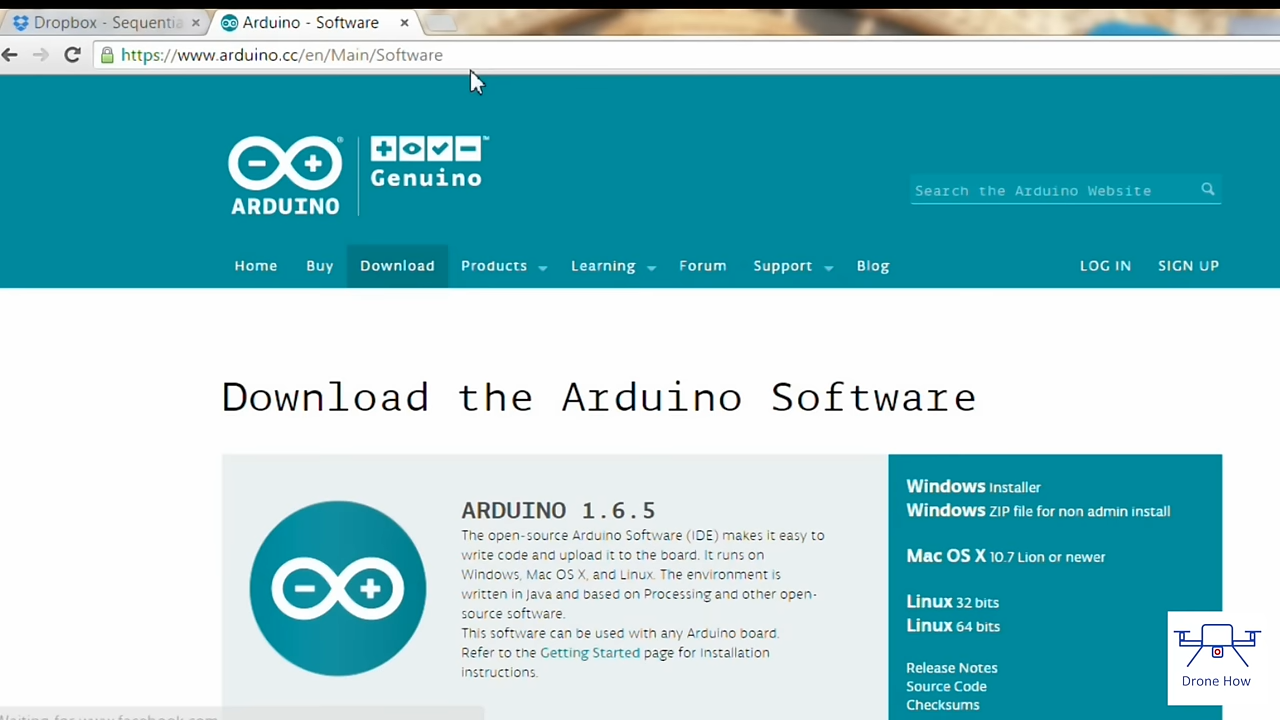 Dropbox - Sequentia
Arduino - Software
https://www.arduino.cc/en/Main/Software
ARDUINO
Genuino
Search the Arduino Website
Home Buy Download Products Learning Forum Support Blog LOG IN SIGN UP
Download the Arduino Software
ARDUINO 1.6.5
The open-source Arduino Software (IDE) makes it easy to
write code and upload it to the board. It runs on
Windows, Mac OS X, and Linux. The environment is
written in Java and based on Processing and other open-
source software.
This software can be used with any Arduino board.
Refer to the Getting Started page for Installation
instructions.
Windows Installer
Windows ZIP file for non admin install
Mac OS X 10.7 Lion or newer
Linux 32 bits
Linux 64 bits
Release Notes
Source Code
Checksums
Drone How